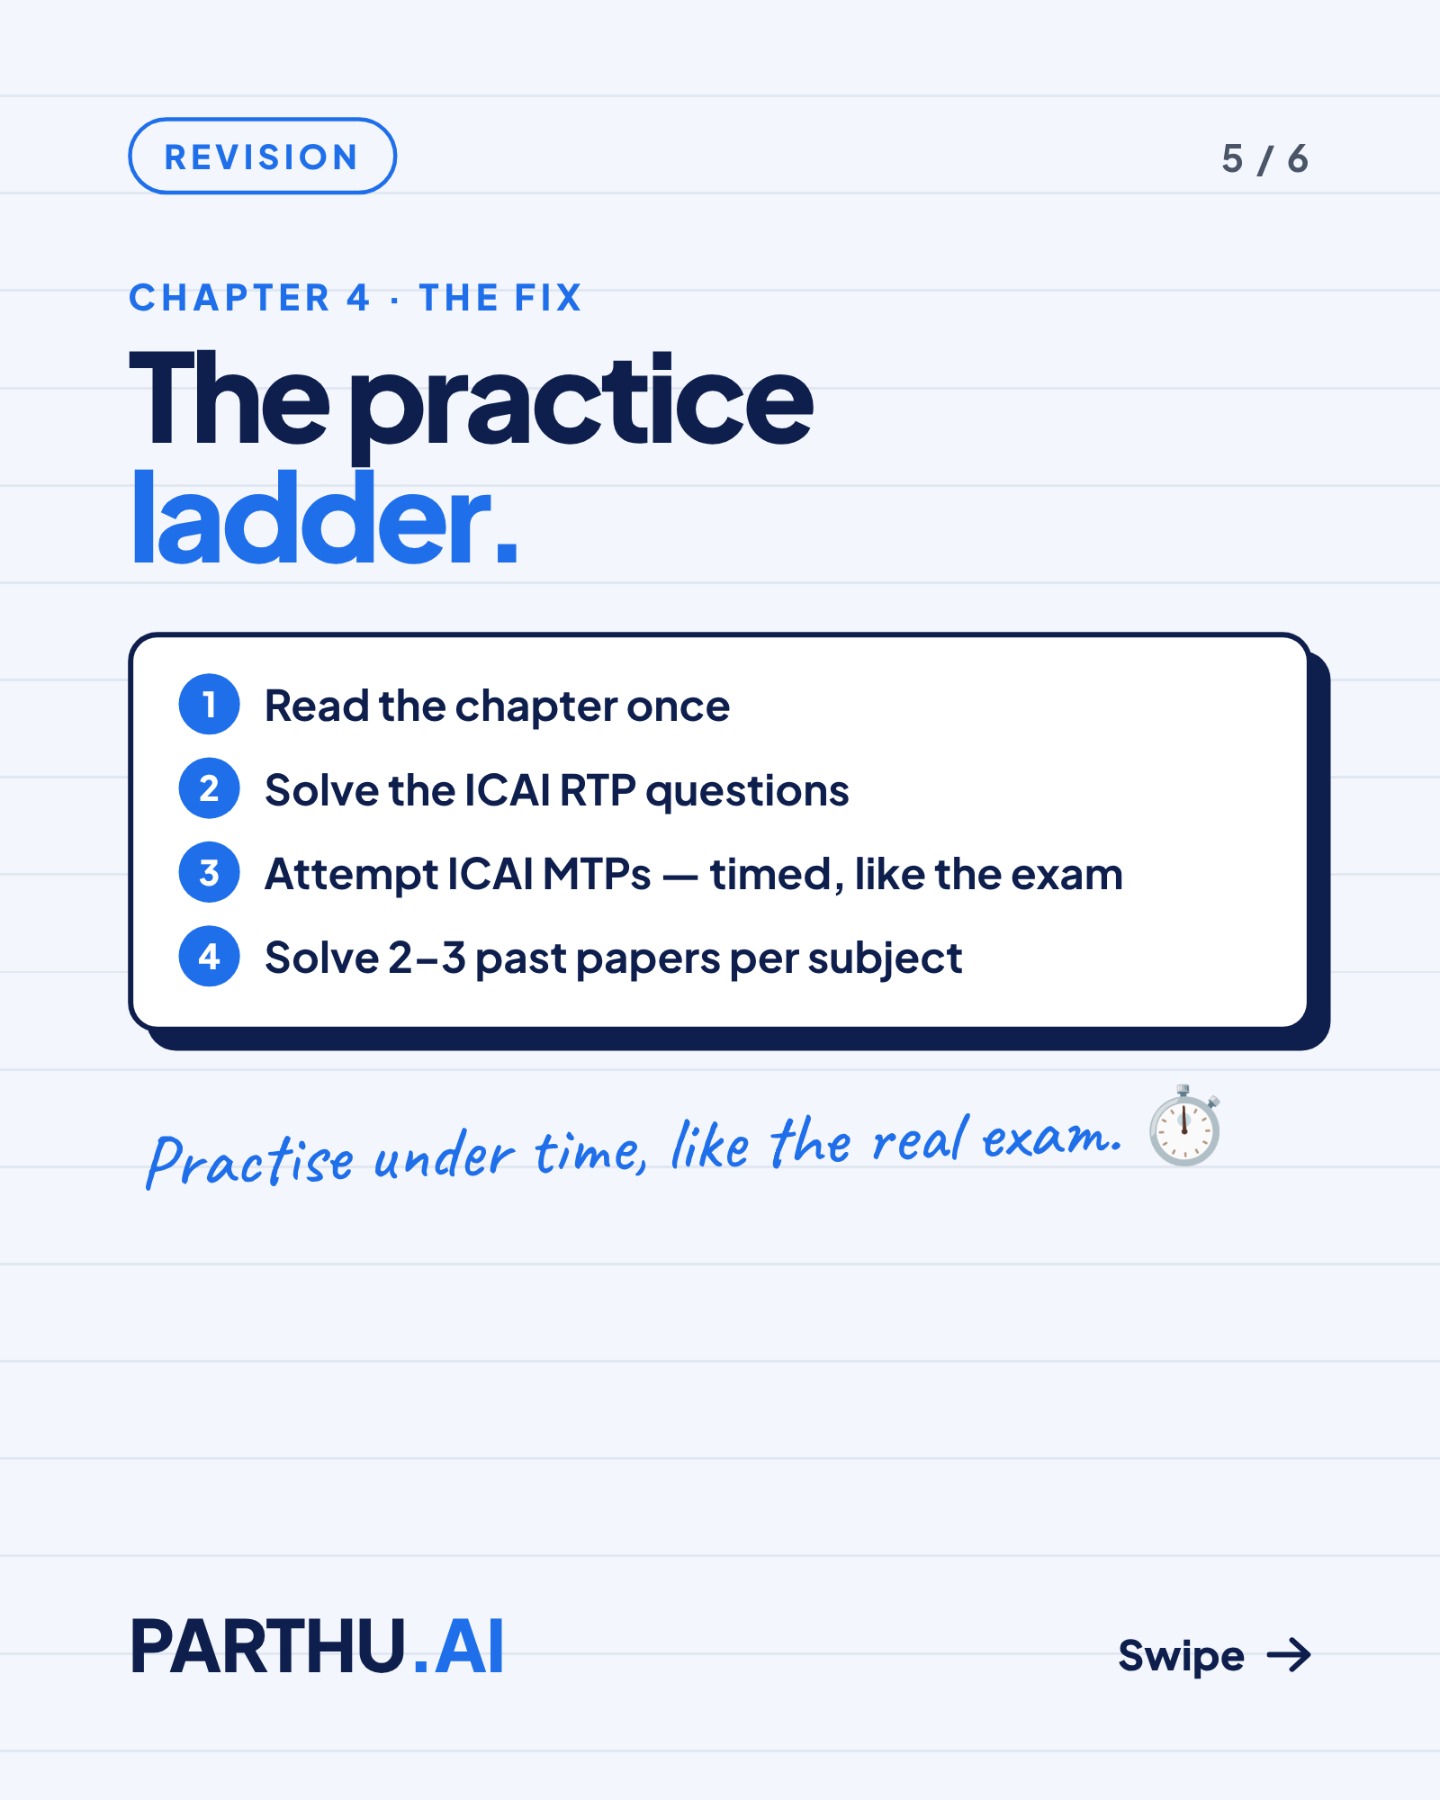 REVISION
5 / 6
CHAPTER 4 · THE FIX
The practice
ladder.
1 Read the chapter once
2 Solve the ICAI RTP questions
3 Attempt ICAI MTPs — timed, like the exam
4 Solve 2–3 past papers per subject
Practise under time, like the real exam.
PARTHU.AI
Swipe →